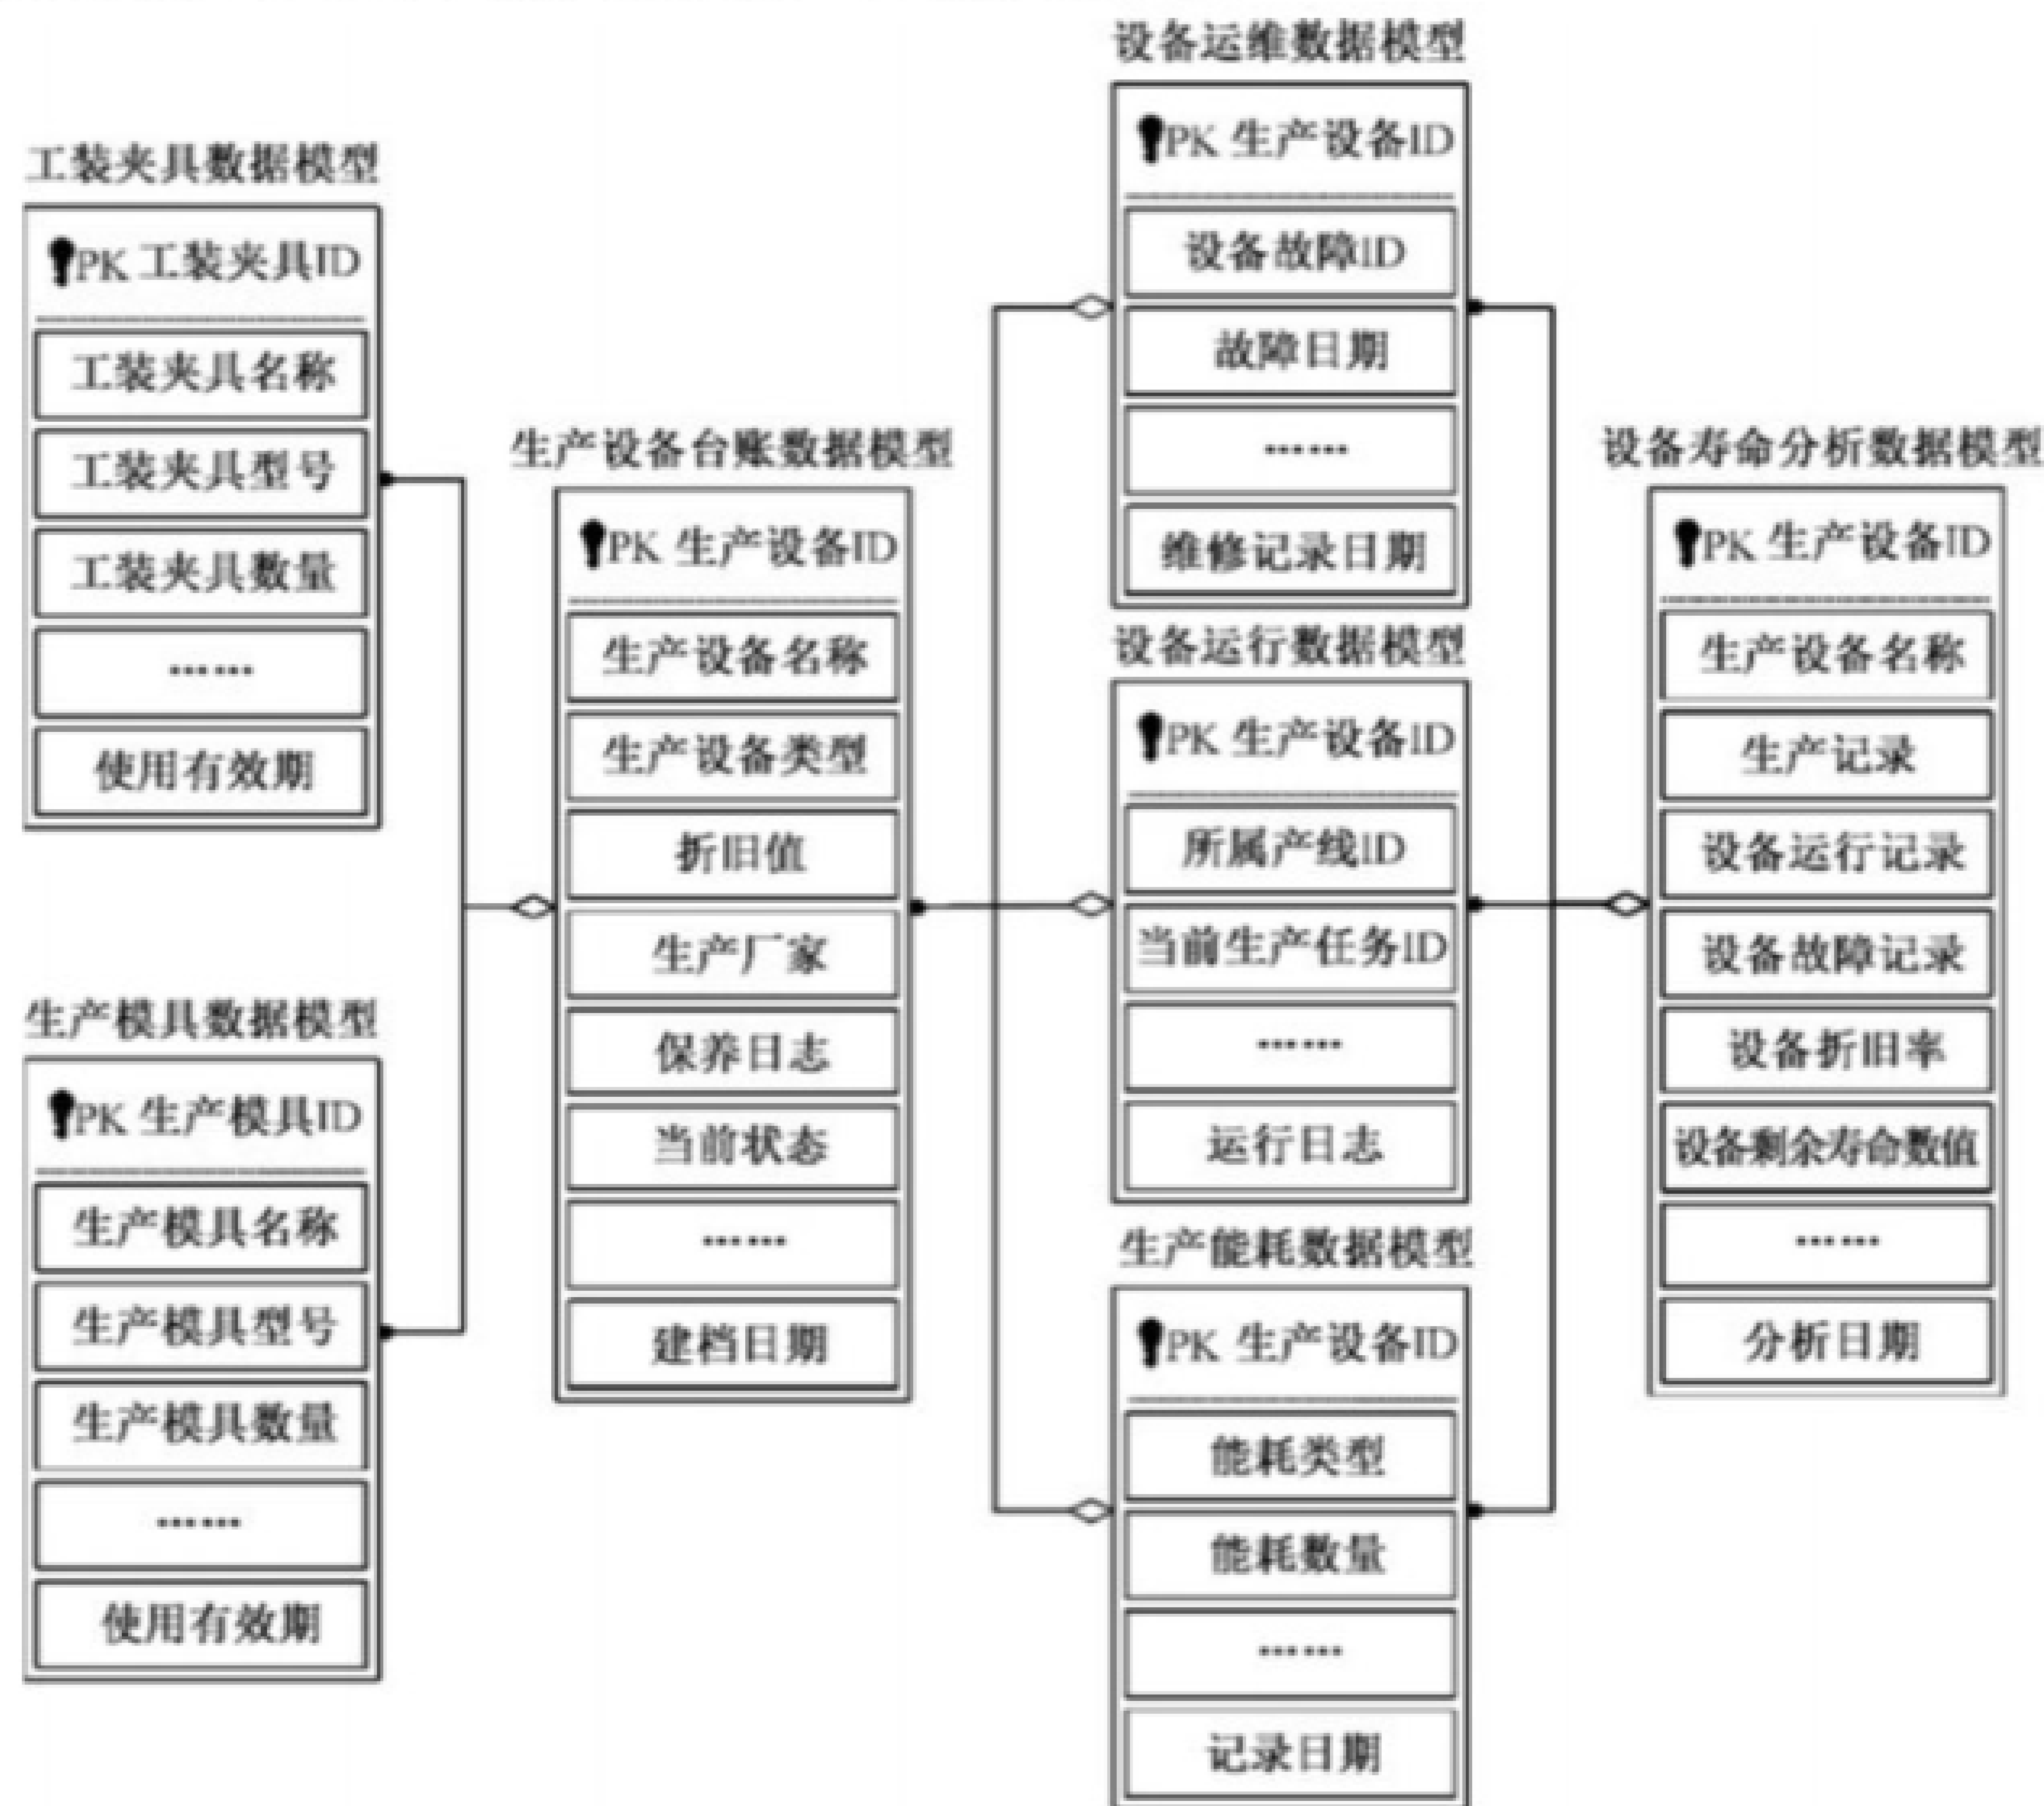 工装夹具数据模型
PK 工装夹具ID
工装夹具名称
工装夹具型号
工装夹具数量
……
使用有效期
生产模具数据模型
PK 生产模具ID
生产模具名称
生产模具型号
生产模具数量
……
使用有效期
生产设备台账数据模型
PK 生产设备ID
生产设备名称
生产设备类型
折旧值
生产厂家
保养日志
当前状态
……
建档日期
设备运维数据模型
PK 生产设备ID
设备故障ID
故障日期
……
维修记录日期
设备运行数据模型
PK 生产设备ID
所属产线ID
当前生产任务ID
……
运行日志
生产能耗数据模型
PK 生产设备ID
能耗类型
能耗数量
……
记录日期
设备寿命分析数据模型
PK 生产设备ID
生产设备名称
生产记录
设备运行记录
设备故障记录
设备折旧率
设备剩余寿命数值
……
分析日期